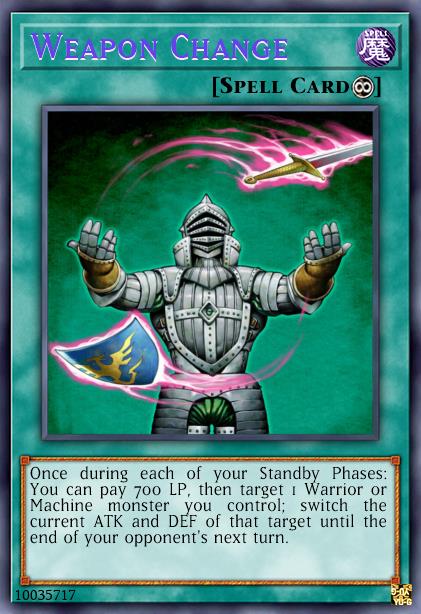 Weapon Change
SPELL
魔
[Spell Card]
Once during each of your Standby Phases:
You can pay 700 LP, then target 1 Warrior or
Machine monster you control; switch the
current ATK and DEF of that target until the
end of your opponent's next turn.
10035717